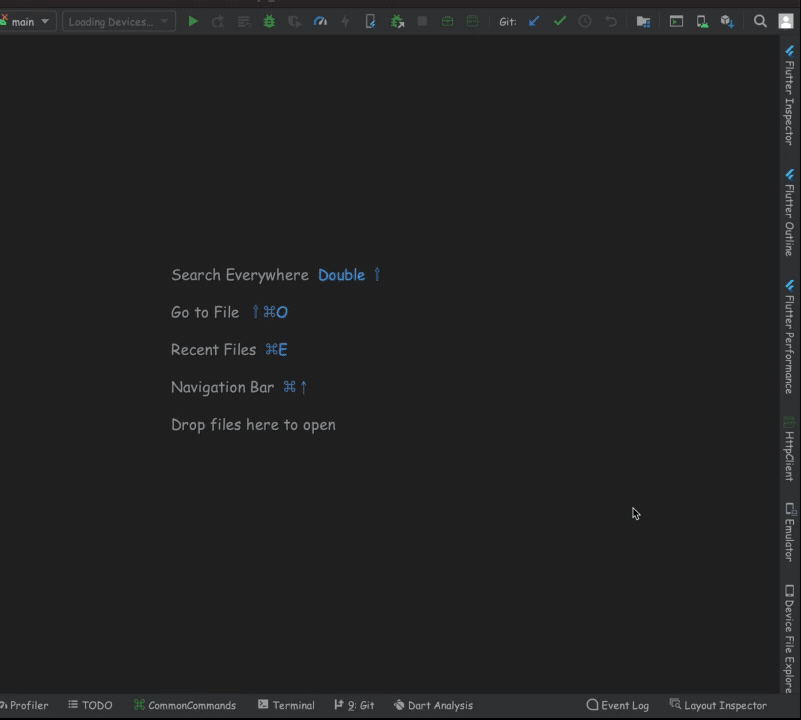 main
Loading Devices...
Git:
Search Everywhere Double ⇧
Go to File ⇧⌘O
Recent Files ⌘E
Navigation Bar ⌘↑
Drop files here to open
Flutter Inspector
Flutter Outline
Flutter Performance
HttpClient
Emulator
Device File Explore
Profiler
TODO
CommonCommands
Terminal
9: Git
Dart Analysis
Event Log
Layout Inspector